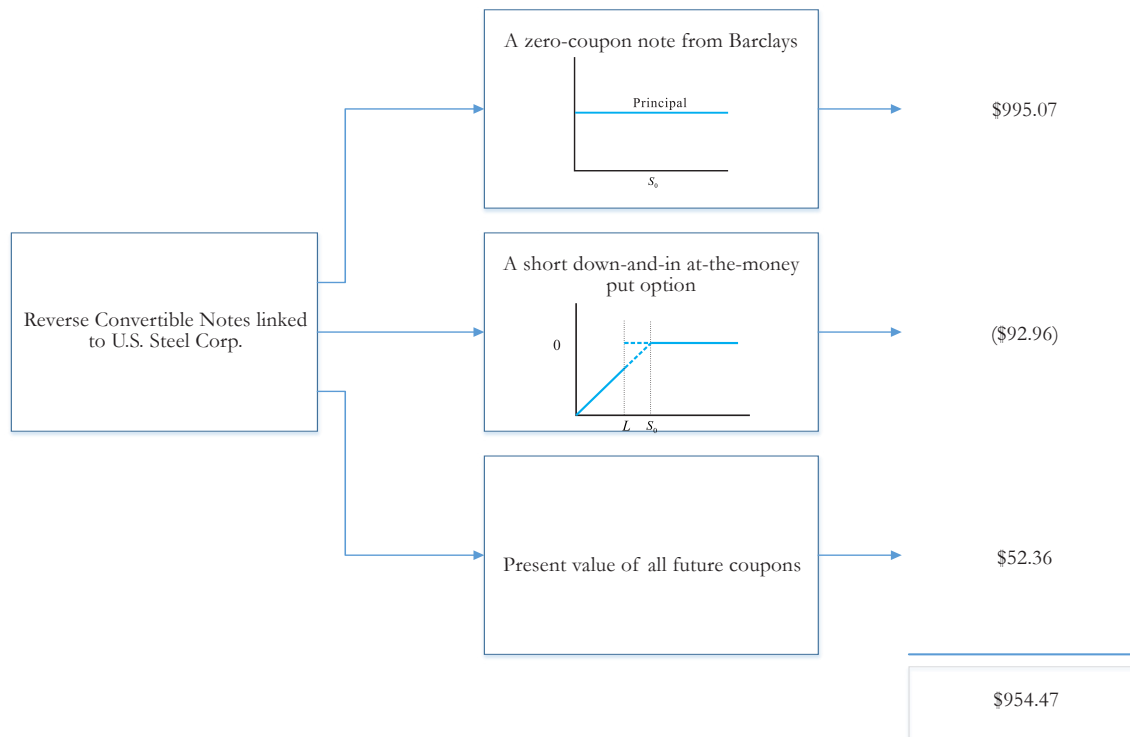 A zero-coupon note from Barclays
Principal
S₀
$995.07
Reverse Convertible Notes linked
to U.S. Steel Corp.
A short down-and-in at-the-money
put option
0
L S₀
($92.96)
Present value of all future coupons
$52.36
$954.47